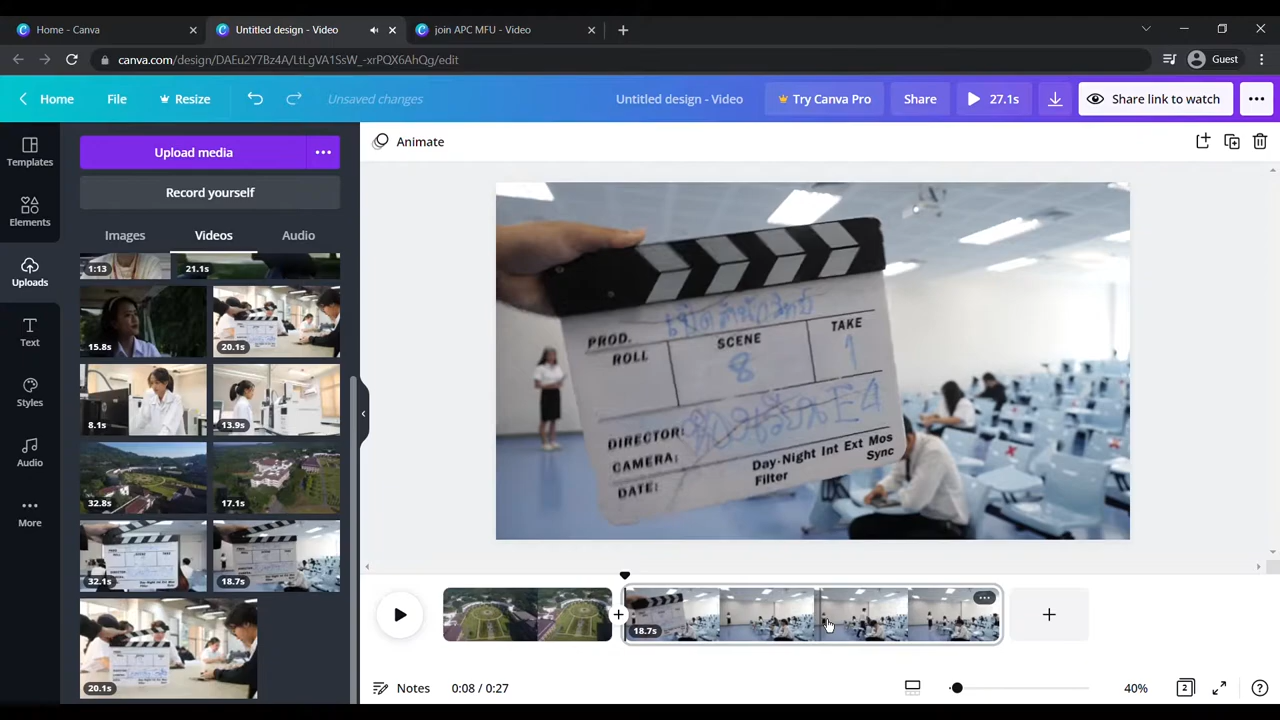 Home - Canva
Untitled design - Video
join APC MFU - Video
canva.com/design/DAEu2Y7Bz4A/LtLgVA1SsW_-xrPQX6AhQg/edit
Guest
Home
File
Resize
Unsaved changes
Untitled design - Video
Try Canva Pro
Share
27.1s
Share link to watch
Templates
Elements
Uploads
Text
Styles
Audio
More
Upload media
Record yourself
Images
Videos
Audio
1:13
21.1s
15.8s
20.1s
8.1s
13.9s
32.8s
17.1s
32.1s
18.7s
20.1s
Animate
PROD.
ROLL
SCENE
8
TAKE
1
DIRECTOR:
E4
CAMERA:
DATE:
Day-Night Int Ext Mos
Filter
Sync
18.7s
Notes
0:08 / 0:27
40%
2